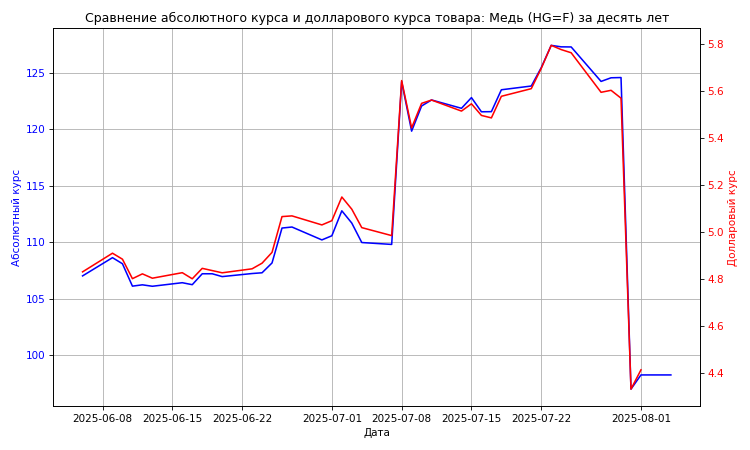 Сравнение абсолютного курса и долларового курса товара: Медь (HG=F) за десять лет
125
120
115
110
105
100
Абсолютный курс
5.8
5.6
5.4
5.2
5.0
4.8
4.6
4.4
Долларовый курс
2025-06-08 2025-06-15 2025-06-22 2025-07-01 2025-07-08 2025-07-15 2025-07-22 2025-08-01
Дата